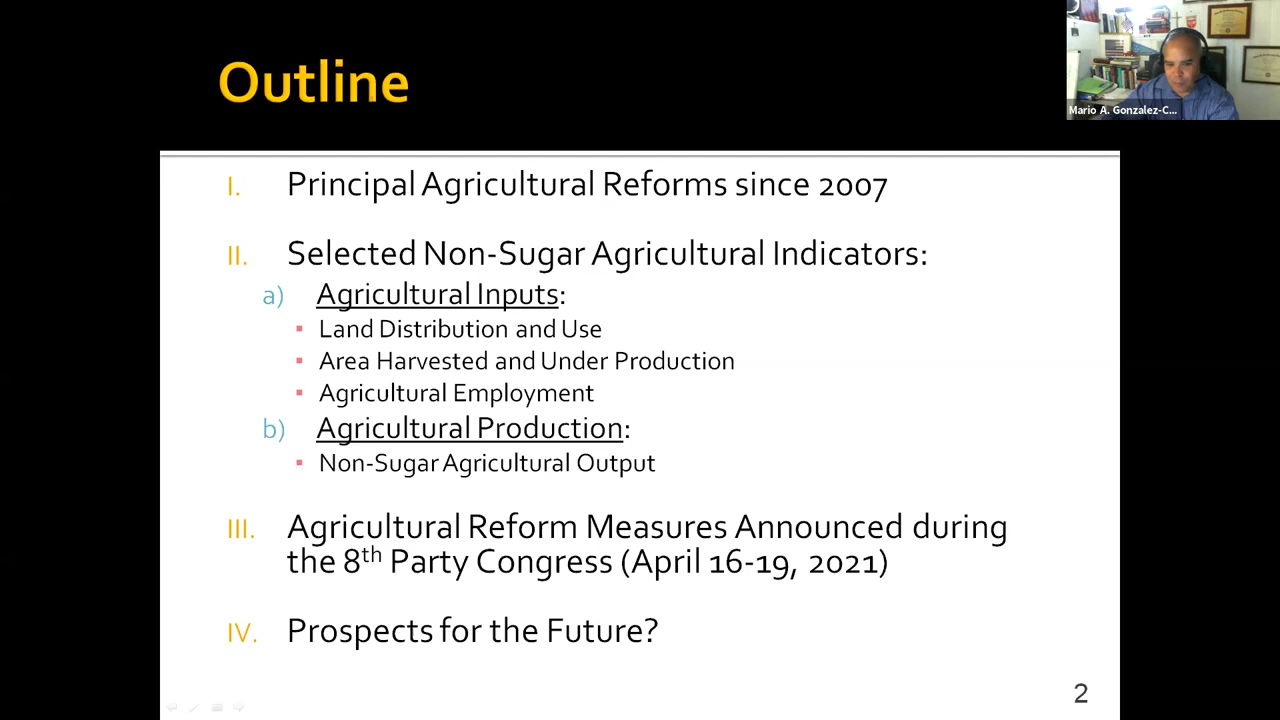 Outline
Mario A. Gonzalez-C...
I. Principal Agricultural Reforms since 2007
II. Selected Non-Sugar Agricultural Indicators:
a) Agricultural Inputs:
▪ Land Distribution and Use
▪ Area Harvested and Under Production
▪ Agricultural Employment
b) Agricultural Production:
▪ Non-Sugar Agricultural Output
III. Agricultural Reform Measures Announced during
the 8th Party Congress (April 16-19, 2021)
IV. Prospects for the Future?
2